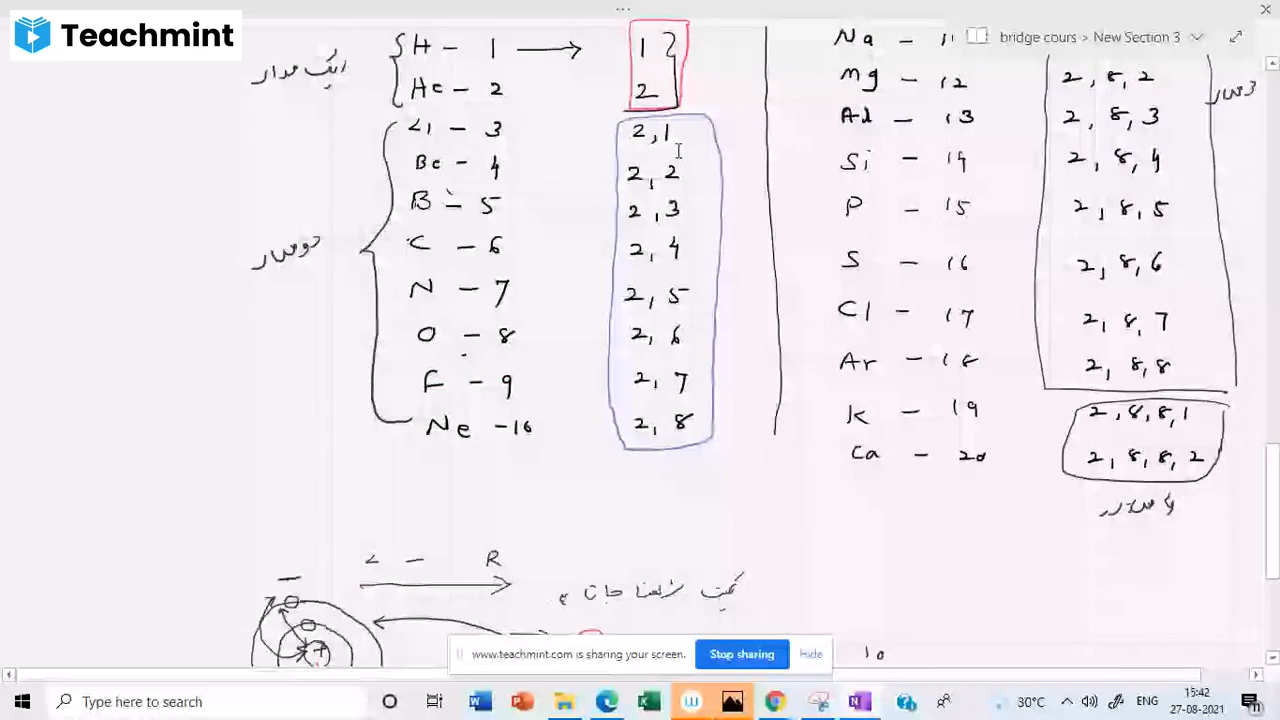 Teachmint
bridge cours > New Section 3
H - 1 → 1
ایک مدار
He - 2 2
Li - 3 2,1
Be - 4 2, 2
B - 5 2, 3
دو مدار
C - 6 2, 4
N - 7 2, 5
O - 8 2, 6
F - 9 2, 7
Ne - 10 2, 8
Na - 11
Mg - 12 2, 8, 2
Al - 13 2, 8, 3
Si - 14 2, 8, 4
P - 15 2, 8, 5
S - 16 2, 8, 6
Cl - 17 2, 8, 7
Ar - 18 2, 8, 8
K - 19 2, 8, 8, 1
Ca - 20 2, 8, 8, 2
L - R
www.teachmint.com is sharing your screen.
Stop sharing
Hide
10
Type here to search
30°C
ENG
15:42
27-08-2021